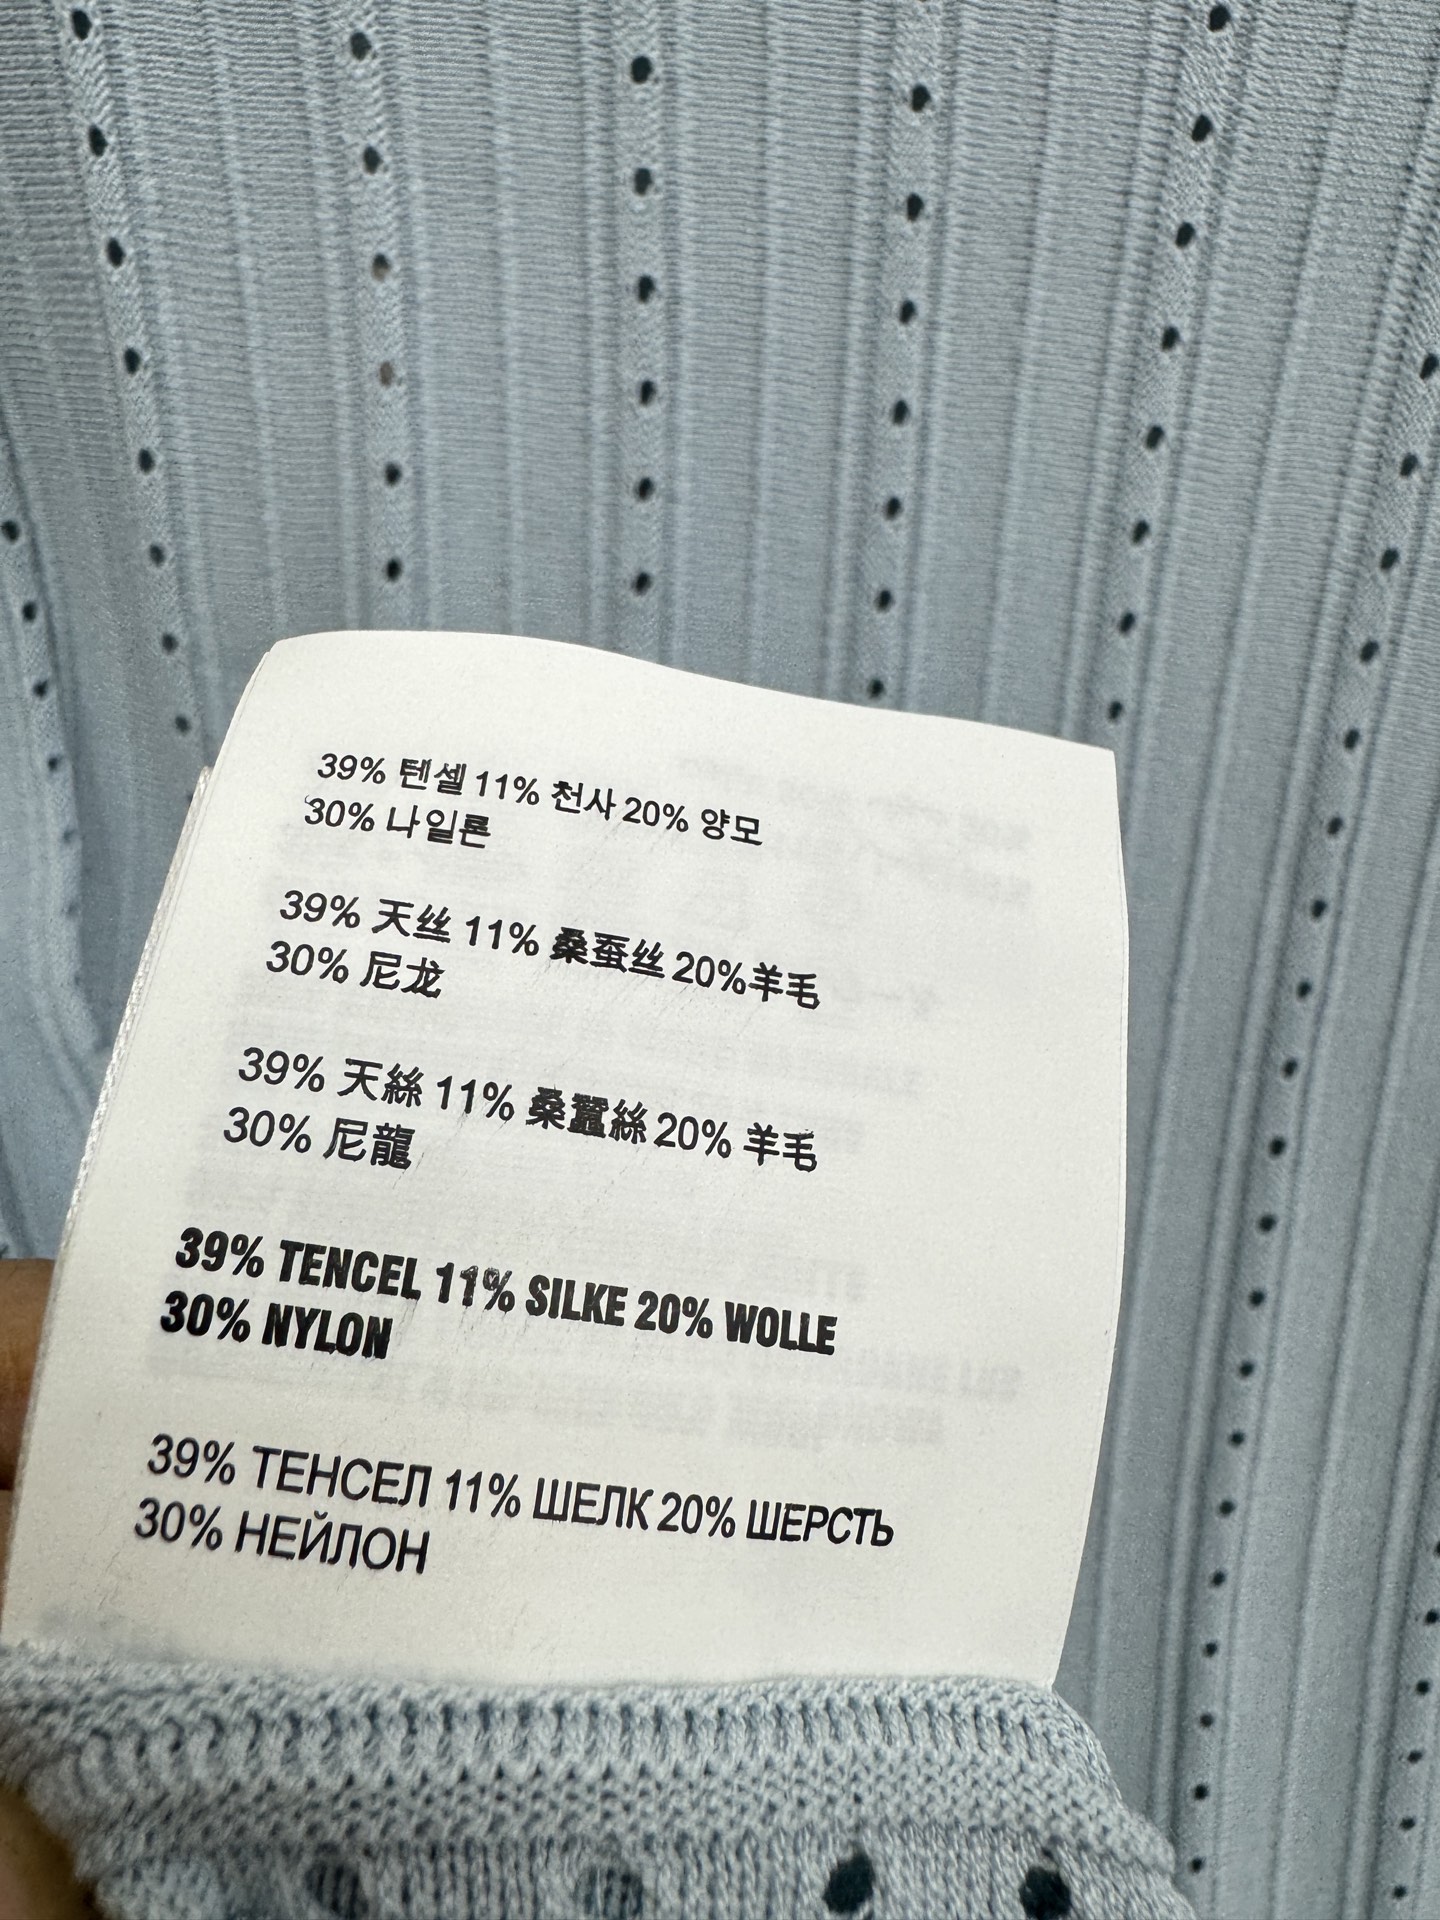 39% 텐셀 11% 천사 20% 양모
30% 나일론
39% 天丝 11% 桑蚕丝 20%羊毛
30% 尼龙
39% 天絲 11% 桑蠶絲 20% 羊毛
30% 尼龍
39% TENCEL 11% SILKE 20% WOLLE
30% NYLON
39% ТЕНСЕЛ 11% ШЕЛК 20% ШЕРСТЬ
30% НЕЙЛОН